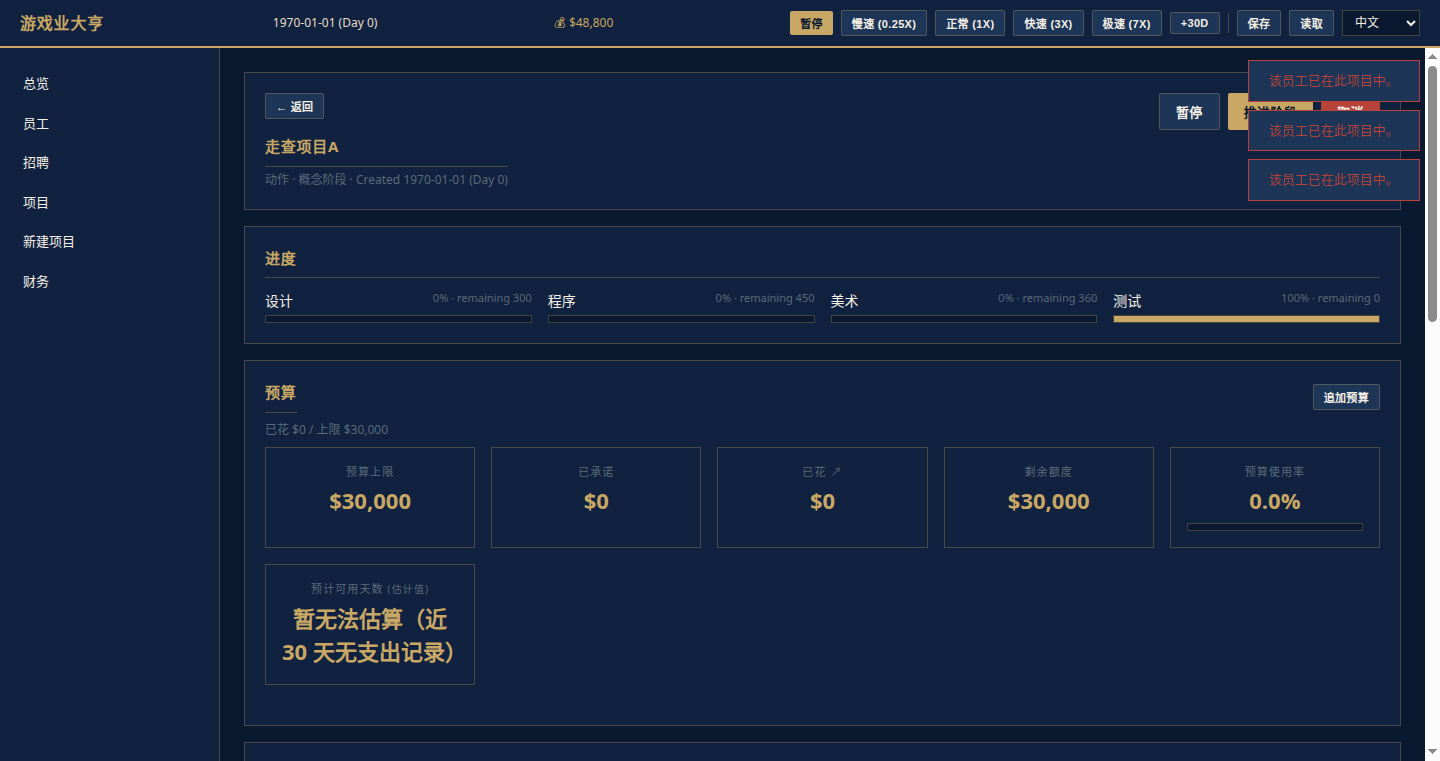 游戏业大亨
1970-01-01 (Day 0)
💰 $48,800
暂停
慢速 (0.25X)
正常 (1X)
快速 (3X)
极速 (7X)
+30D
保存
读取
中文
总览
员工
招聘
项目
新建项目
财务
← 返回
暂停
走查项目A
动作 · 概念阶段 · Created 1970-01-01 (Day 0)
该员工已在此项目中。
该员工已在此项目中。
该员工已在此项目中。
进度
设计
0% · remaining 300
程序
0% · remaining 450
美术
0% · remaining 360
测试
100% · remaining 0
预算
追加预算
已花 $0 / 上限 $30,000
预算上限
$30,000
已承诺
$0
已花 ↗
$0
剩余额度
$30,000
预算使用率
0.0%
预计可用天数 (估计值)
暂无法估算（近
30 天无支出记录）